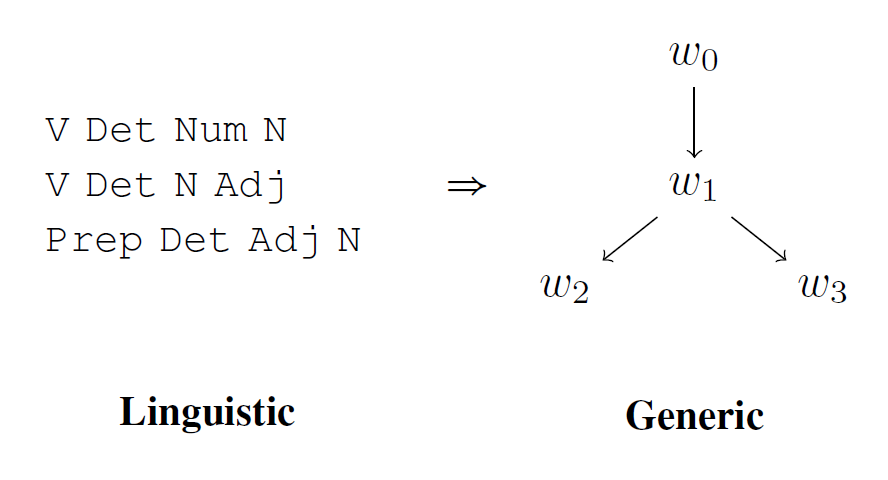 V Det Num N
V Det N Adj
Prep Det Adj N
⇒
w₀
w₁
w₂ w₃
Linguistic
Generic